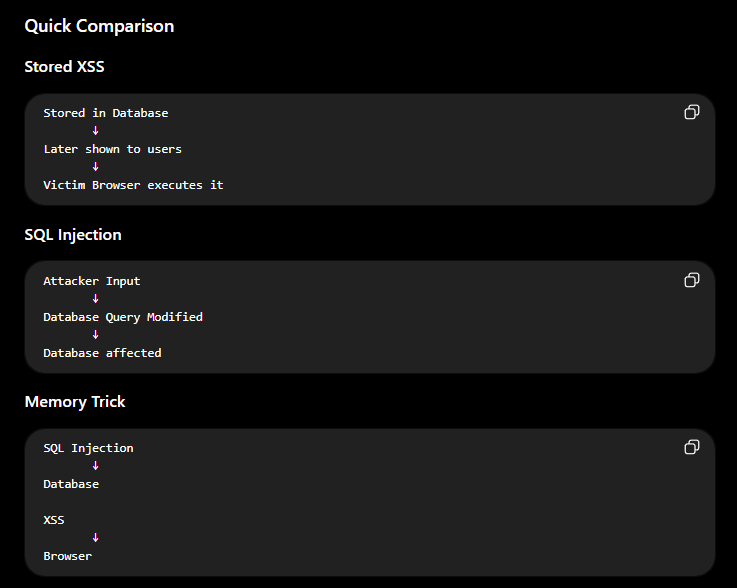 Quick Comparison
Stored XSS
Stored in Database
↓
Later shown to users
↓
Victim Browser executes it
SQL Injection
Attacker Input
↓
Database Query Modified
↓
Database affected
Memory Trick
SQL Injection
↓
Database
XSS
↓
Browser